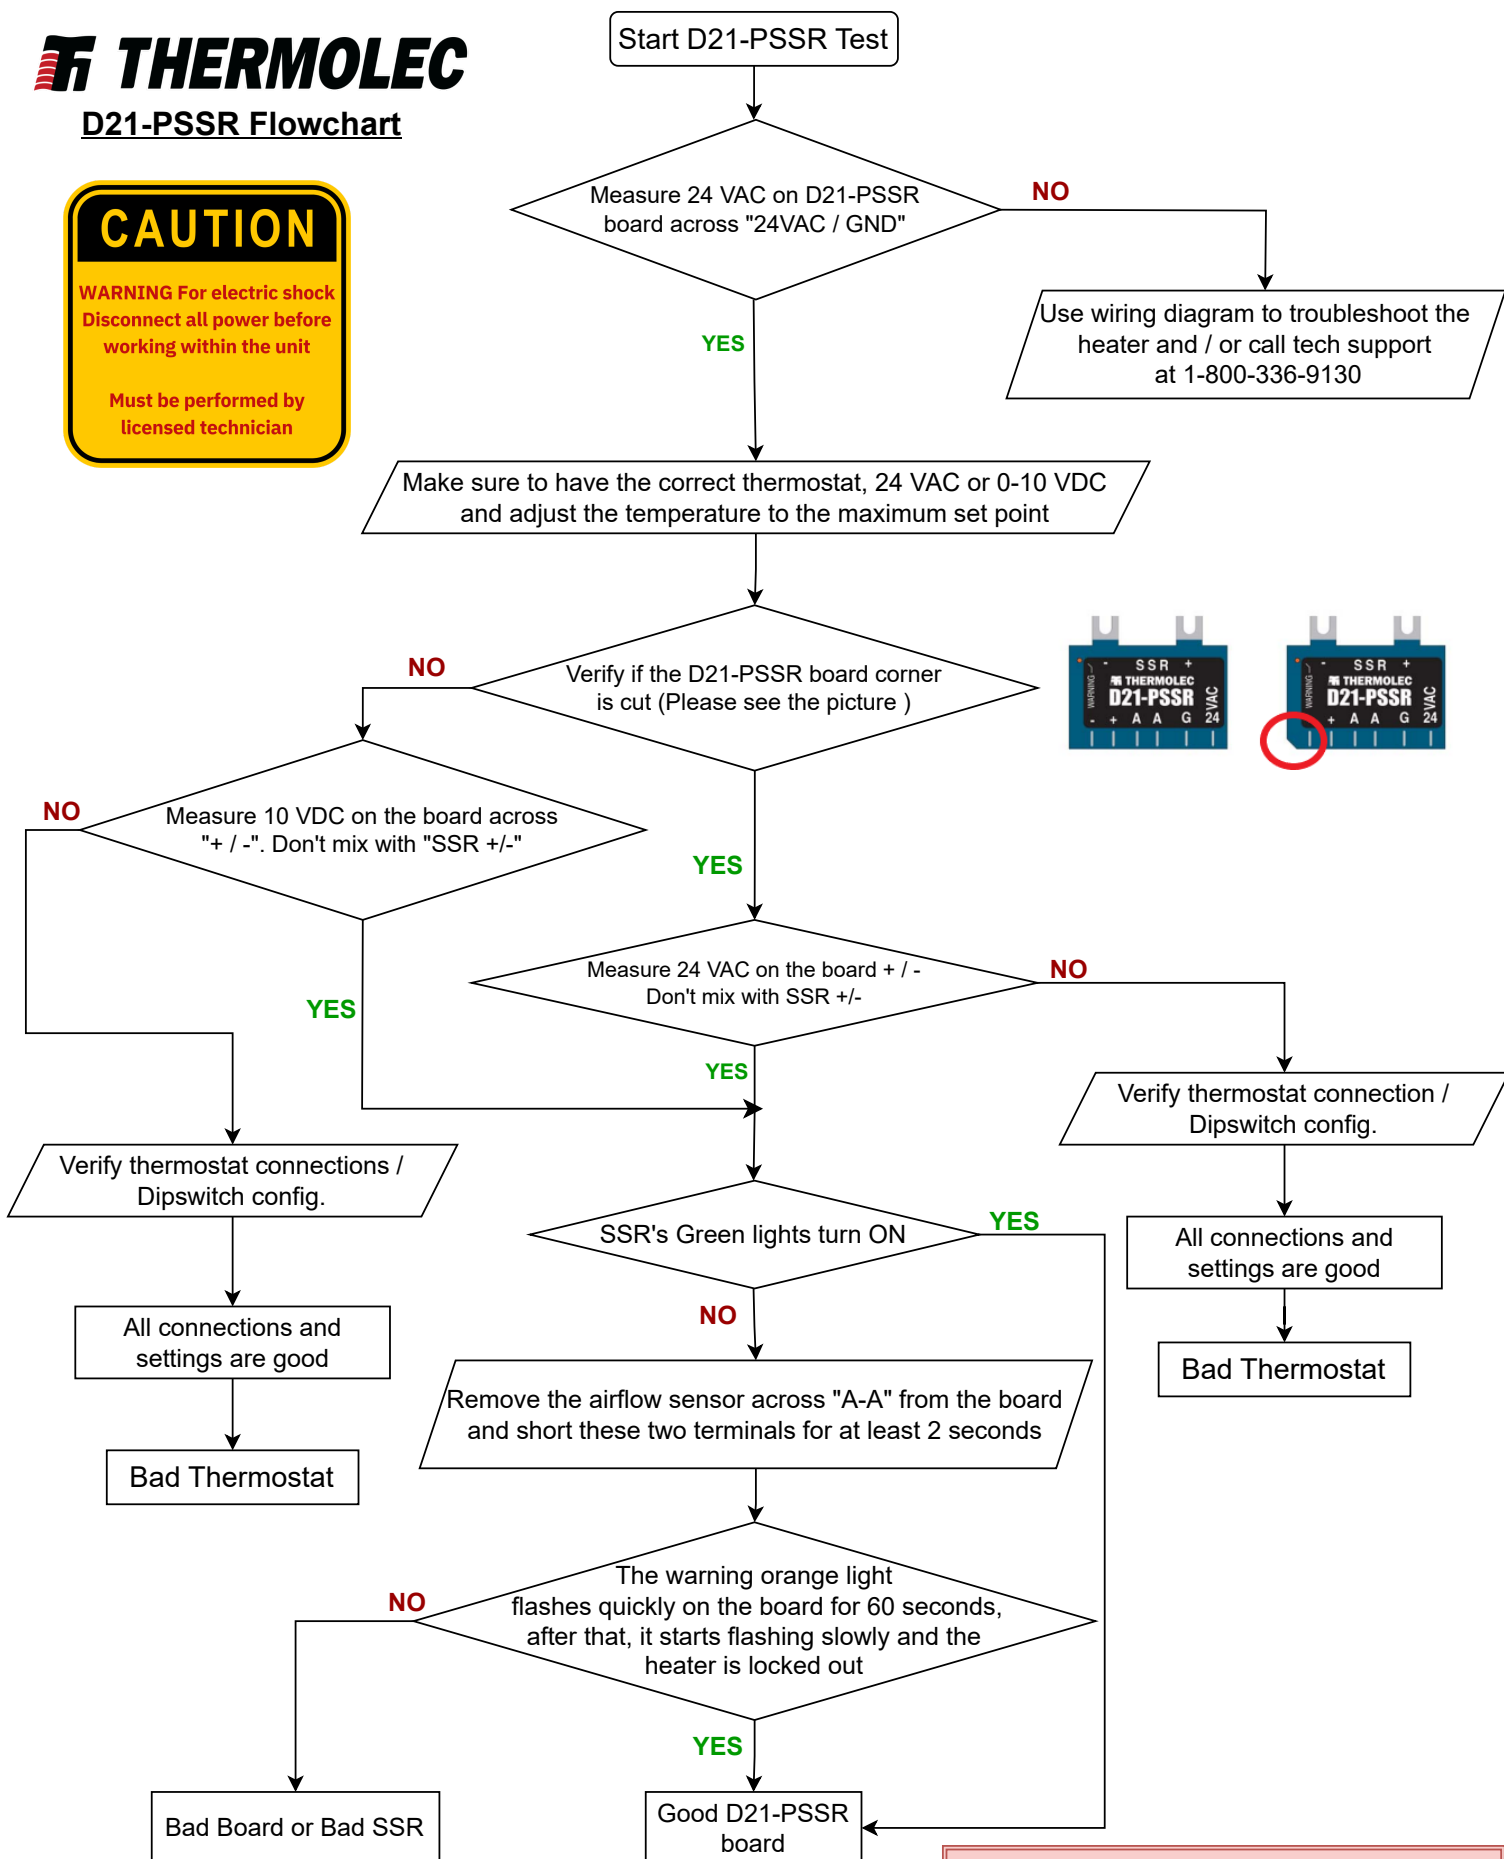 THERMOLEC
D21-PSSR Flowchart
CAUTION
WARNING For electric shock
Disconnect all power before
working within the unit
Must be performed by
licensed technician
Start D21-PSSR Test
Measure 24 VAC on D21-PSSR
board across "24VAC / GND"
NO
Use wiring diagram to troubleshoot the
heater and / or call tech support
at 1-800-336-9130
YES
Make sure to have the correct thermostat, 24 VAC or 0-10 VDC
and adjust the temperature to the maximum set point
Verify if the D21-PSSR board corner
is cut (Please see the picture )
NO
- SSR +
WARNING
THERMOLEC
D21-PSSR
VAC
- + A A G 24
- SSR +
WARNING
THERMOLEC
D21-PSSR
VAC
+ A A G 24
Measure 10 VDC on the board across
"+ / -". Don't mix with "SSR +/-"
NO
YES
YES
Measure 24 VAC on the board + / -
Don't mix with SSR +/-
NO
YES
Verify thermostat connection /
Dipswitch config.
All connections and
settings are good
Bad Thermostat
Verify thermostat connections /
Dipswitch config.
All connections and
settings are good
Bad Thermostat
SSR's Green lights turn ON
YES
NO
Remove the airflow sensor across "A-A" from the board
and short these two terminals for at least 2 seconds
The warning orange light
flashes quickly on the board for 60 seconds,
after that, it starts flashing slowly and the
heater is locked out
NO
YES
Bad Board or Bad SSR
Good D21-PSSR
board